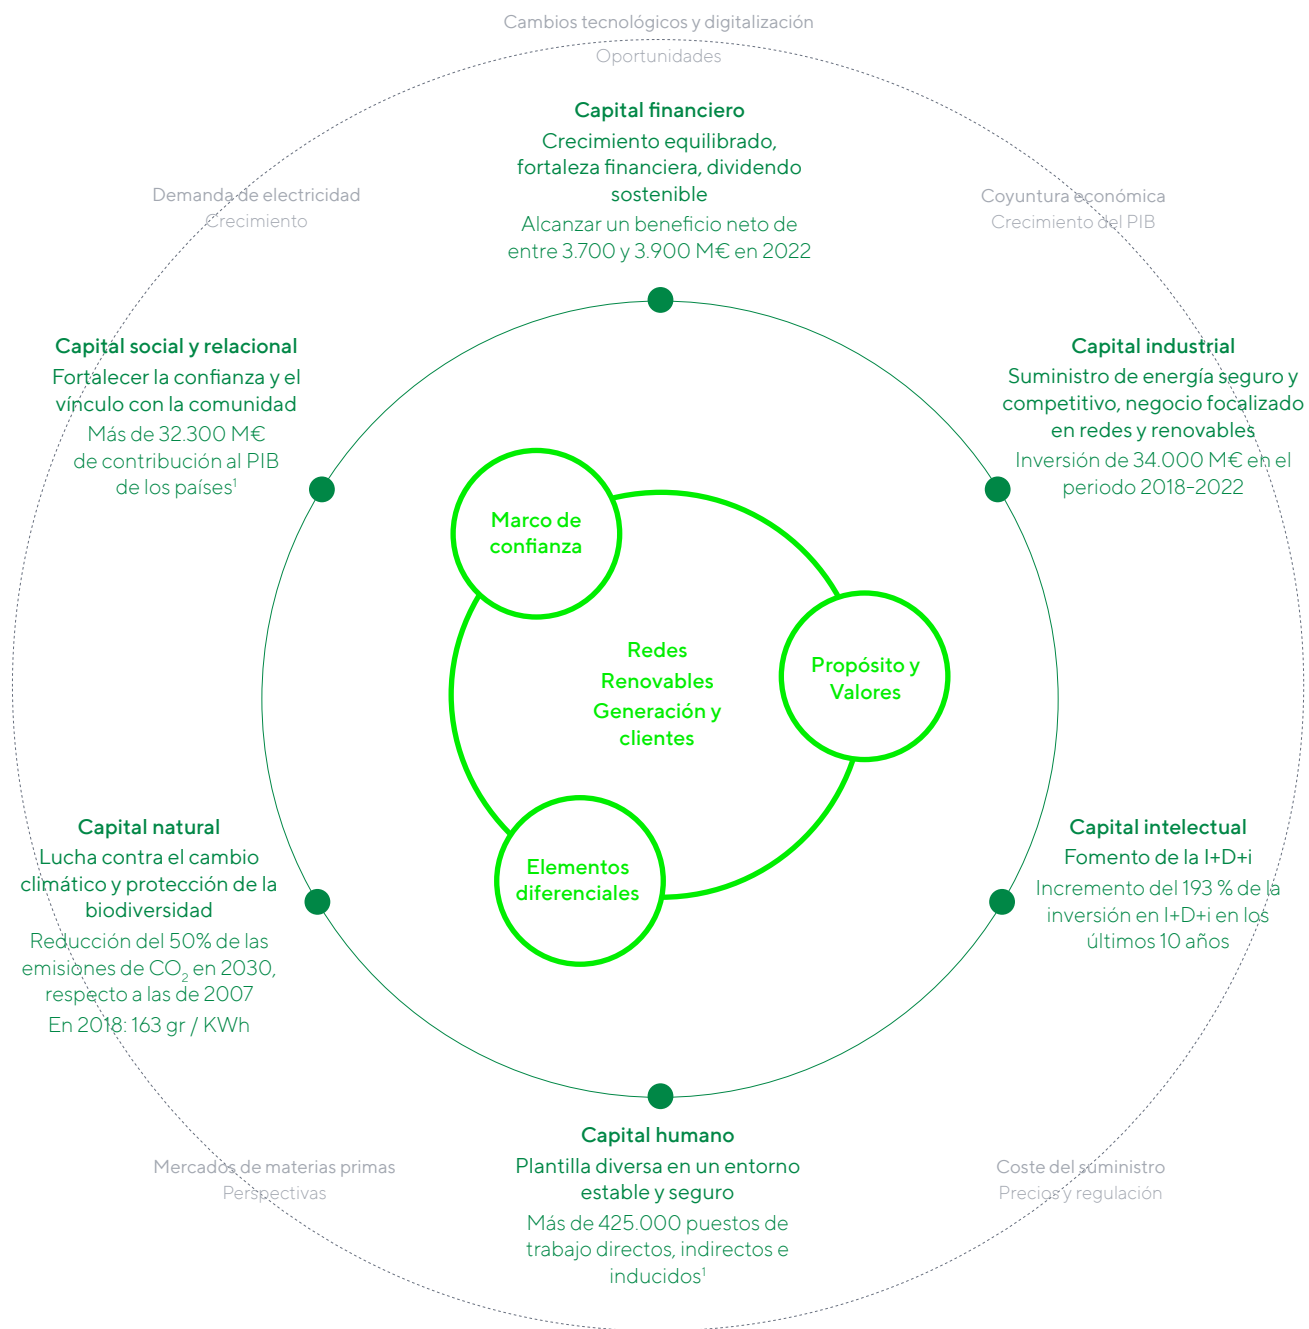 Cambios tecnológicos y digitalización
Oportunidades
Capital financiero
Crecimiento equilibrado,
fortaleza financiera, dividendo
sostenible
Alcanzar un beneficio neto de
entre 3.700 y 3.900 M€ en 2022
Demanda de electricidad
Crecimiento
Coyuntura económica
Crecimiento del PIB
Capital social y relacional
Fortalecer la confianza y el
vínculo con la comunidad
Más de 32.300 M€
de contribución al PIB
de los países¹
Capital industrial
Suministro de energía seguro y
competitivo, negocio focalizado
en redes y renovables
Inversión de 34.000 M€ en el
periodo 2018-2022
Marco de
confianza
Redes
Renovables
Generación y
clientes
Propósito y
Valores
Elementos
diferenciales
Capital natural
Lucha contra el cambio
climático y protección de la
biodiversidad
Reducción del 50% de las
emisiones de CO₂ en 2030,
respecto a las de 2007
En 2018: 163 gr / KWh
Capital intelectual
Fomento de la I+D+i
Incremento del 193 % de la
inversión en I+D+i en los
últimos 10 años
Capital humano
Plantilla diversa en un entorno
estable y seguro
Más de 425.000 puestos de
trabajo directos, indirectos e
inducidos¹
Mercados de materias primas
Perspectivas
Coste del suministro
Precios y regulación